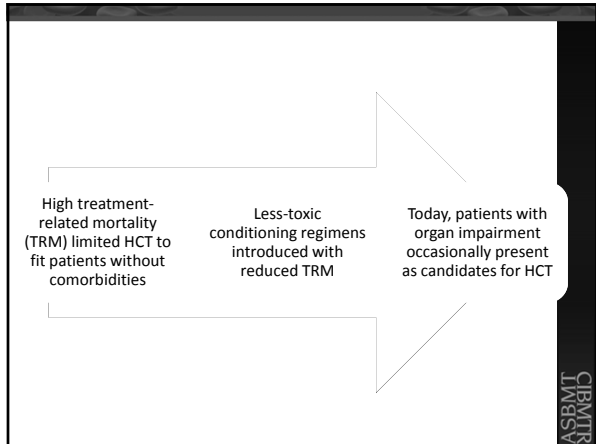 High treatment-
related mortality
(TRM) limited HCT to
fit patients without
comorbidities
Less-toxic
conditioning regimens
introduced with
reduced TRM
Today, patients with
organ impairment
occasionally present
as candidates for HCT
CIBMTR
ASBMT